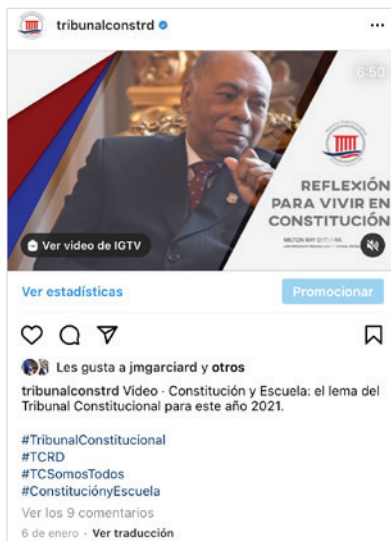 tribunalconstrd
6:50
REFLEXIÓN
PARA VIVIR EN
CONSTITUCIÓN
MILTON RAY GUEVARA
Ver video de IGTV
Ver estadísticas
Promocionar
Les gusta a jmgarciard y otros
tribunalconstrd Video - Constitución y Escuela: el lema del
Tribunal Constitucional para este año 2021.
#TribunalConstitucional
#TCRD
#TCSomosTodos
#ConstituciónyEscuela
Ver los 9 comentarios
6 de enero · Ver traducción